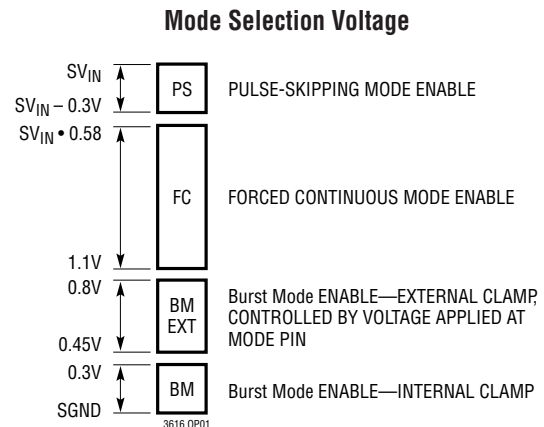 Mode Selection Voltage
SVIN
SVIN – 0.3V
PS
PULSE-SKIPPING MODE ENABLE
SVIN • 0.58
FC
FORCED CONTINUOUS MODE ENABLE
1.1V
0.8V
BM
EXT
Burst Mode ENABLE—EXTERNAL CLAMP,
CONTROLLED BY VOLTAGE APPLIED AT
MODE PIN
0.45V
0.3V
BM
Burst Mode ENABLE—INTERNAL CLAMP
SGND
3616 OP01